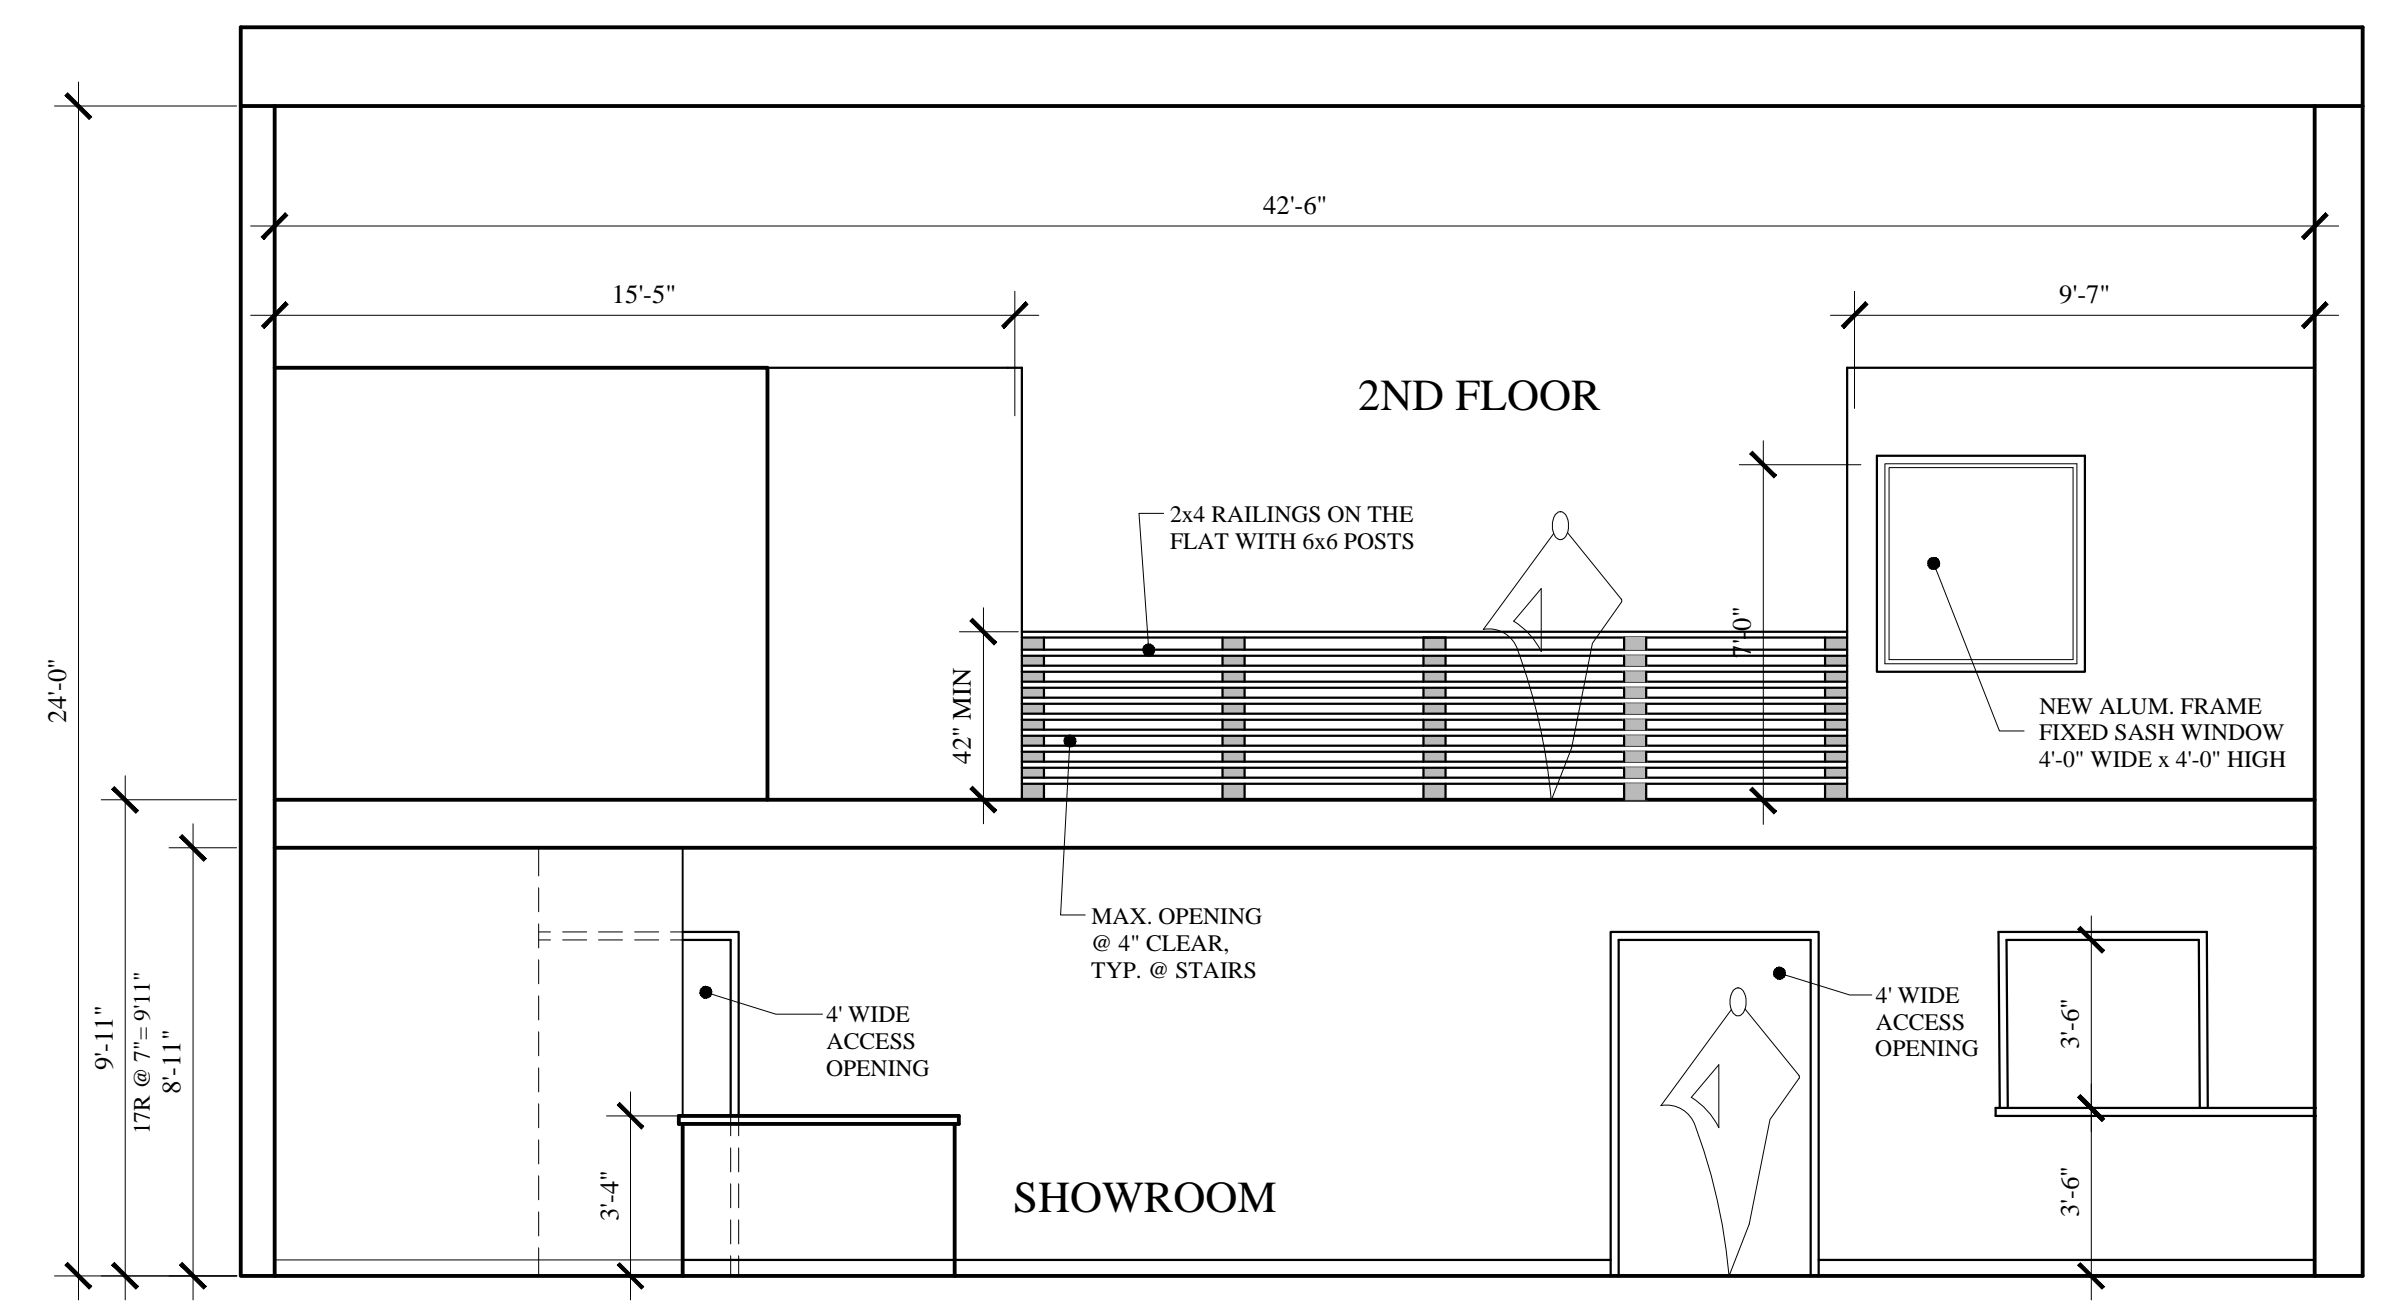 42'-6"
15'-5"
9'-7"
2ND FLOOR
2x4 RAILINGS ON THE
FLAT WITH 6x6 POSTS
7'-0"
24'-0"
42" MIN
NEW ALUM. FRAME
FIXED SASH WINDOW
4'-0" WIDE x 4'-0" HIGH
MAX. OPENING
@ 4" CLEAR,
TYP. @ STAIRS
9'-11"
17R @ 7"= 9'11"
8'-11"
4' WIDE
ACCESS
OPENING
4' WIDE
ACCESS
OPENING
3'-6"
3'-4"
SHOWROOM
3'-6"